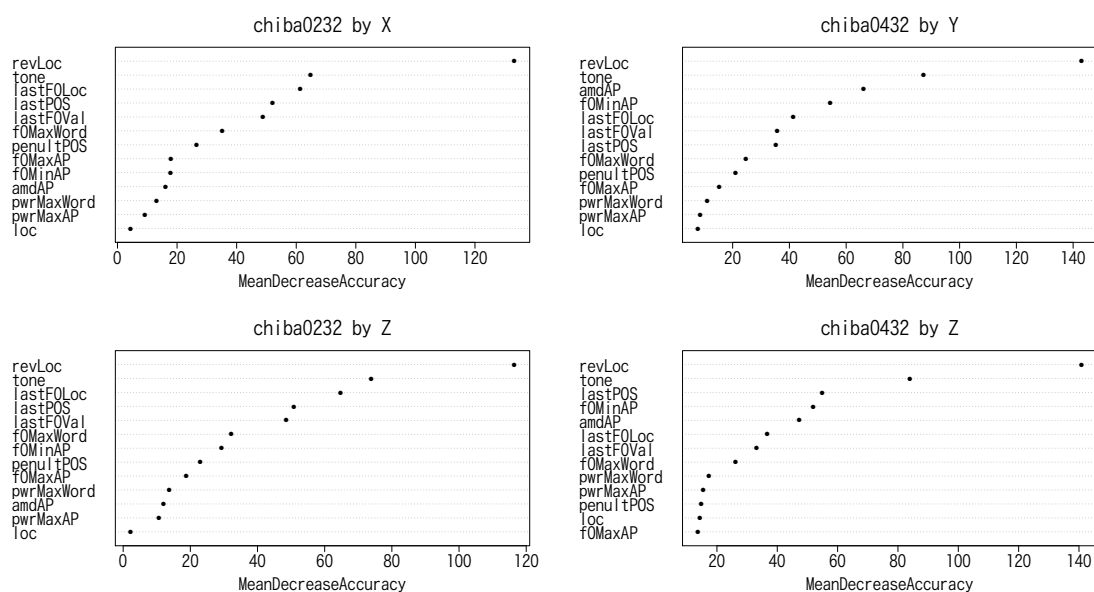 chiba0232 by X
revLoc
tone
lastF0Loc
lastPOS
lastF0Val
f0MaxWord
penultPOS
f0MaxAP
f0MinAP
amdAP
pwrMaxWord
pwrMaxAP
loc
0 20 40 60 80 100 120
MeanDecreaseAccuracy
chiba0432 by Y
revLoc
tone
amdAP
f0MinAP
lastF0Loc
lastF0Val
lastPOS
f0MaxWord
penultPOS
f0MaxAP
pwrMaxWord
pwrMaxAP
loc
20 40 60 80 100 120 140
MeanDecreaseAccuracy
chiba0232 by Z
revLoc
tone
lastF0Loc
lastPOS
lastF0Val
f0MaxWord
f0MinAP
penultPOS
f0MaxAP
pwrMaxWord
amdAP
pwrMaxAP
loc
0 20 40 60 80 100 120
MeanDecreaseAccuracy
chiba0432 by Z
revLoc
tone
lastPOS
f0MinAP
amdAP
lastF0Loc
lastF0Val
f0MaxWord
pwrMaxWord
pwrMaxAP
penultPOS
loc
f0MaxAP
20 40 60 80 100 120 140
MeanDecreaseAccuracy